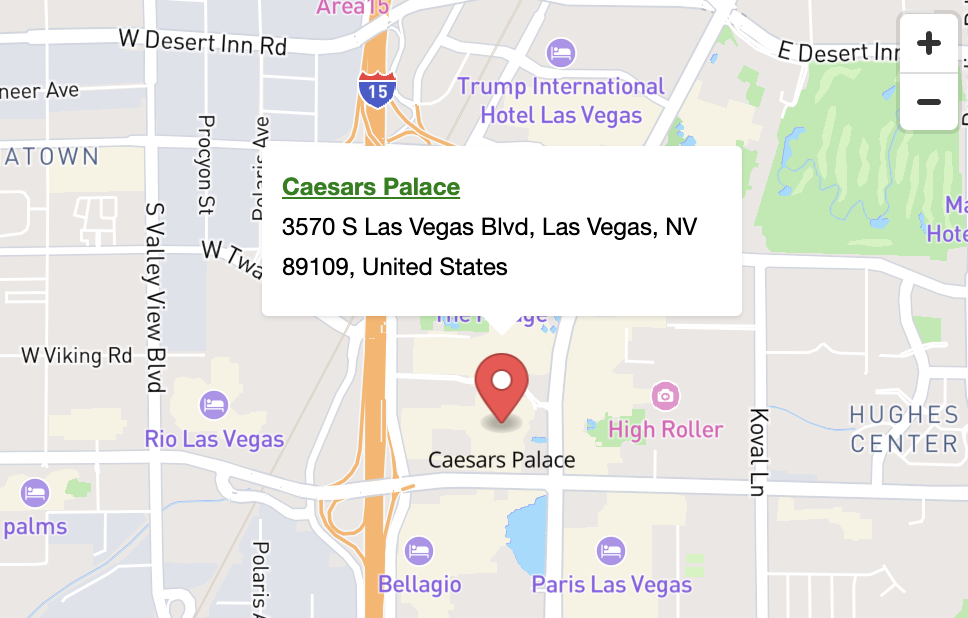 Area15
W Desert Inn Rd
E Desert Inn
15
Trump International
Hotel Las Vegas
Ave
Procyon St
Polaris Ave
S Valley View Blvd
W Twa
Caesars Palace
3570 S Las Vegas Blvd, Las Vegas, NV
89109, United States
Hote
W Viking Rd
Rio Las Vegas
High Roller
Koval Ln
HUGHES
CENTER
Caesars Palace
palms
Bellagio
Paris Las Vegas
Polaris A